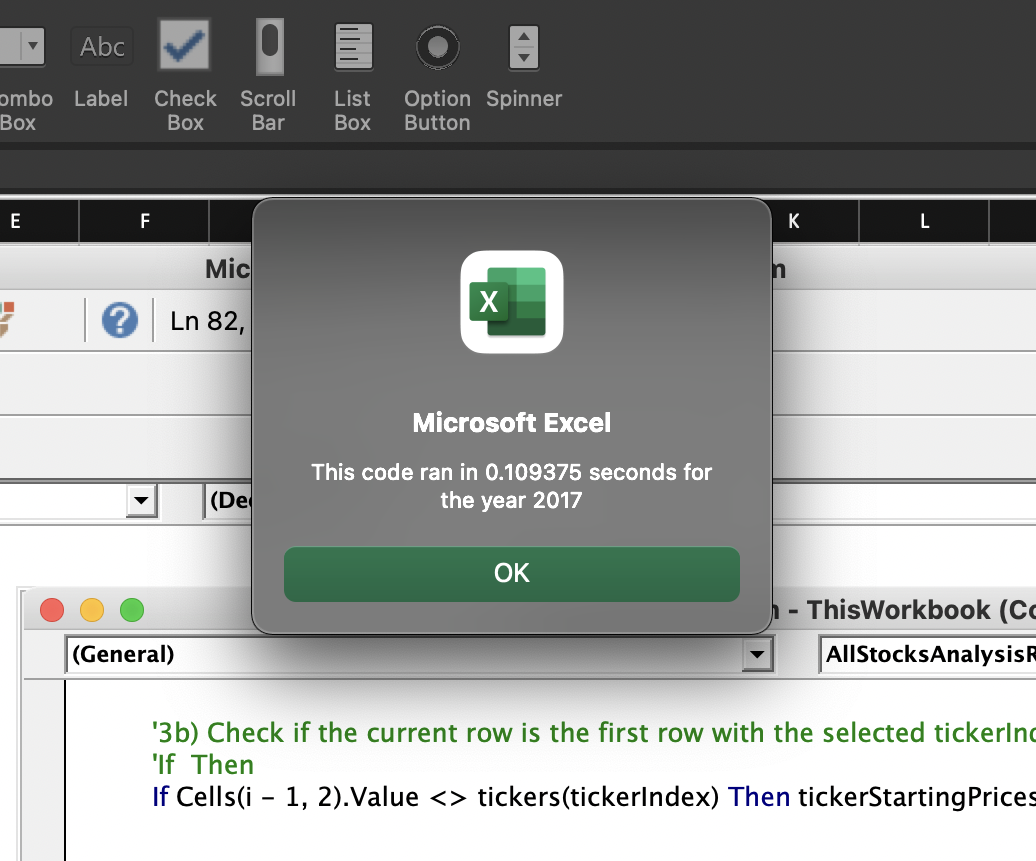 ombo
Box
Abc
Label
Check
Box
Scroll
Bar
List
Box
Option
Button
Spinner
E F K L
Mic
Ln 82,
(Dec
X
Microsoft Excel
This code ran in 0.109375 seconds for
the year 2017
OK
- ThisWorkbook (Co
(General)
AllStocksAnalysisR
'3b) Check if the current row is the first row with the selected tickerInd
'If  Then
If Cells(i - 1, 2).Value <> tickers(tickerIndex) Then tickerStartingPrices